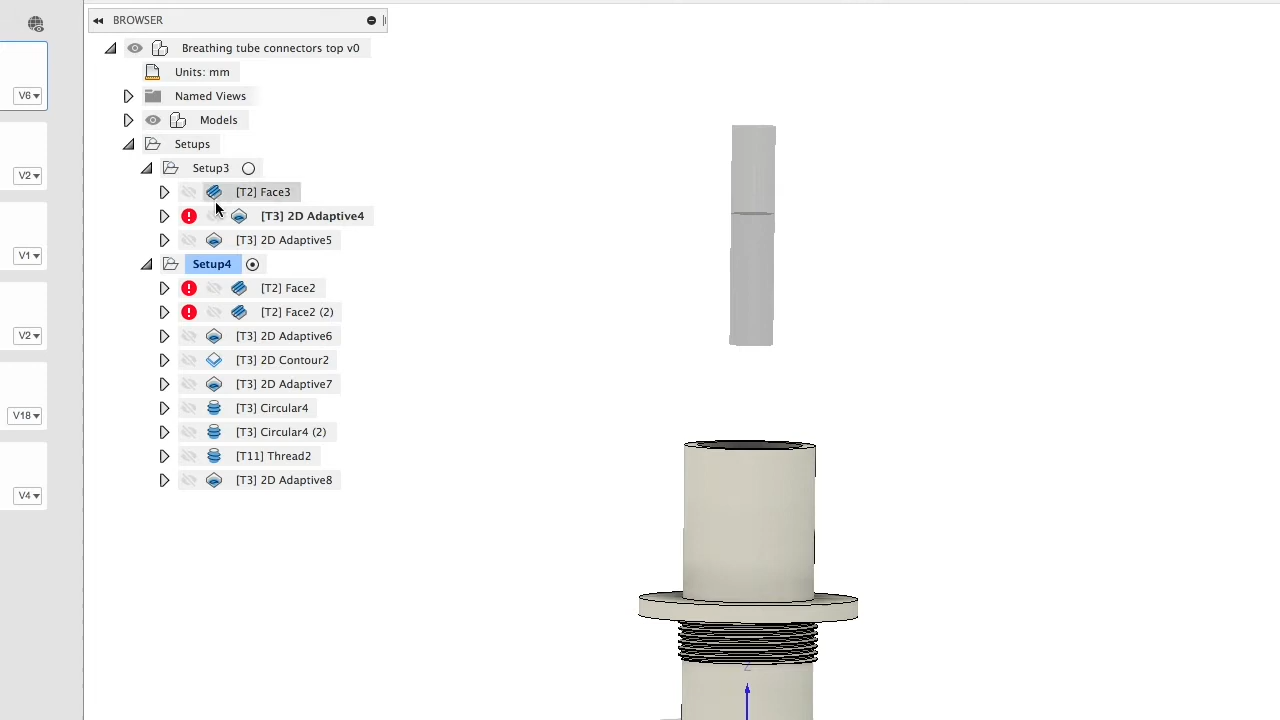 BROWSER
Breathing tube connectors top v0
V6
Units: mm
Named Views
Models
Setups
V2
Setup3
[T2] Face3
[T3] 2D Adaptive4
[T3] 2D Adaptive5
V1
Setup4
[T2] Face2
[T2] Face2 (2)
V2
[T3] 2D Adaptive6
[T3] 2D Contour2
[T3] 2D Adaptive7
V18
[T3] Circular4
[T3] Circular4 (2)
[T11] Thread2
[T3] 2D Adaptive8
V4
Z